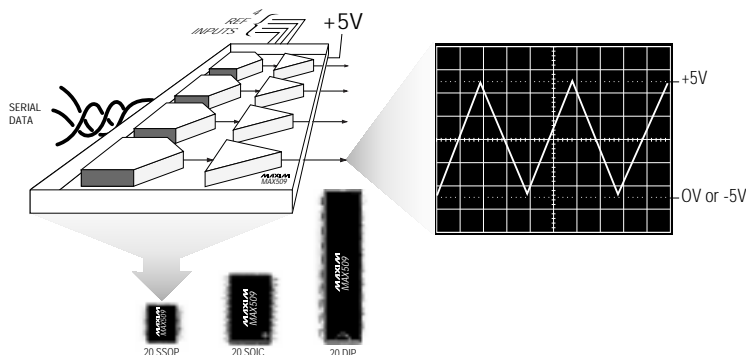 4
REF
INPUTS
+5V
SERIAL
DATA
MAXIM
MAX509
+5V
OV or -5V
MAXIM
MAX509
20 SSOP
MAXIM
MAX509
20 SOIC
MAXIM
MAX509
20 DIP